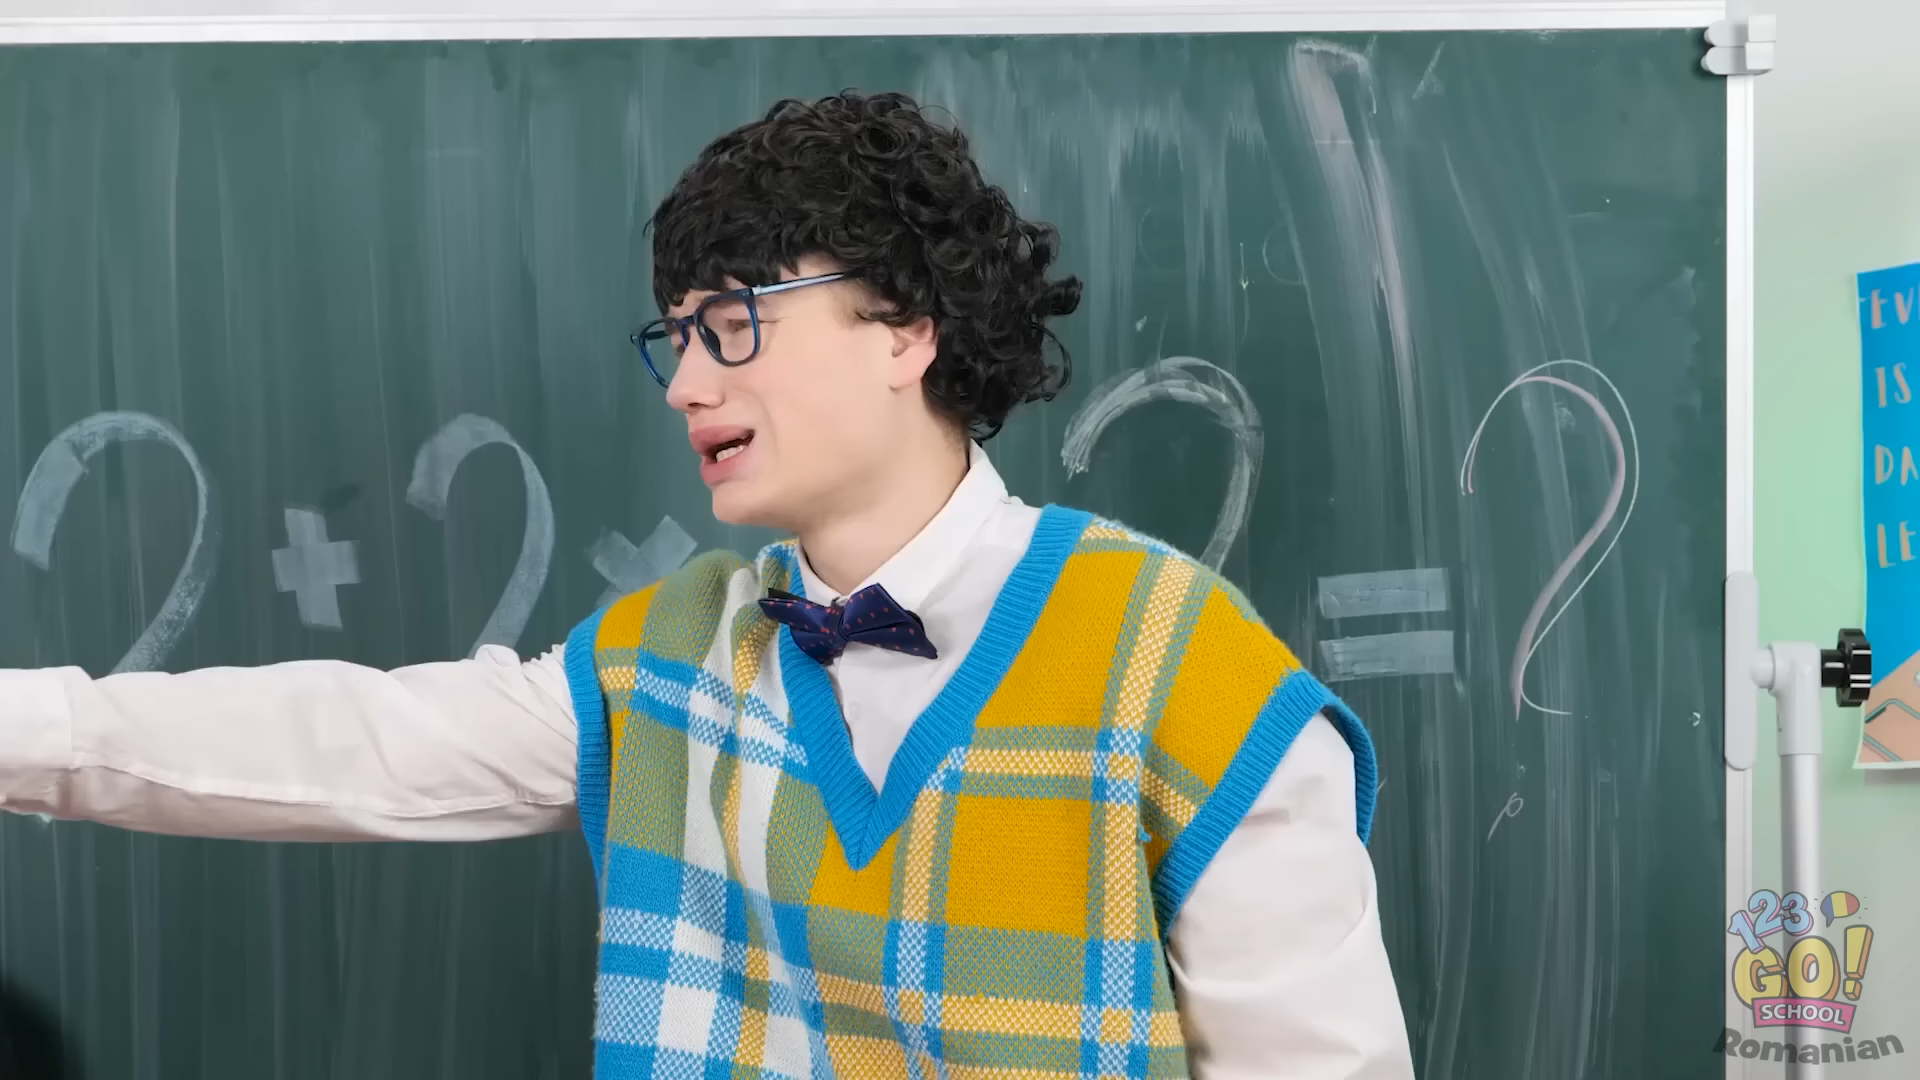 2 + 2 × 2 = ?
EV
IS
DA
LE
123
GO!
SCHOOL
Romanian